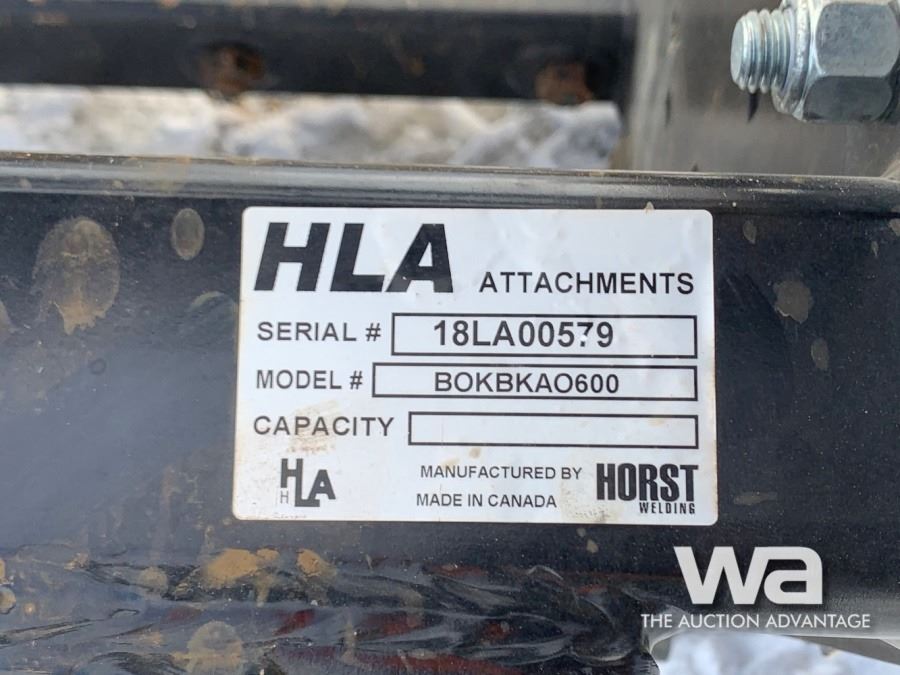 HLA ATTACHMENTS
SERIAL # 18LA00579
MODEL # BOKBKAO600
CAPACITY
HLA
MANUFACTURED BY HORST
MADE IN CANADA WELDING
wa
THE AUCTION ADVANTAGE